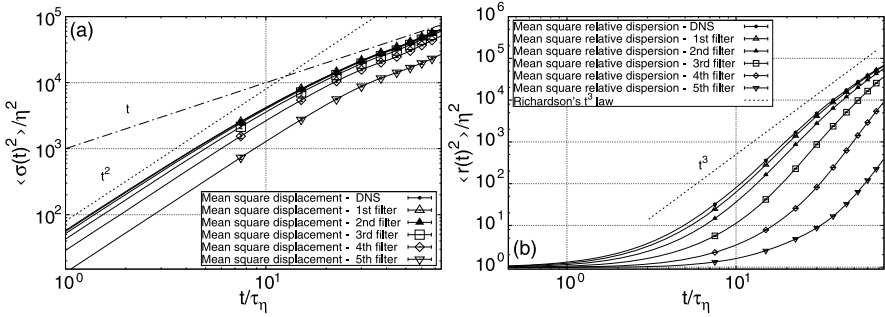 (a)
10^5
10^4
10^3
10^2
<σ(t)^2>/η^2
t
t^2
Mean square displacement - DNS
Mean square displacement - 1st filter
Mean square displacement - 2nd filter
Mean square displacement - 3rd filter
Mean square displacement - 4th filter
Mean square displacement - 5th filter
10^0
10^1
t/τ_η
10^6
10^5
10^4
10^3
10^2
10^1
10^0
<r(t)^2>/η^2
Mean square relative dispersion - DNS
Mean square relative dispersion - 1st filter
Mean square relative dispersion - 2nd filter
Mean square relative dispersion - 3rd filter
Mean square relative dispersion - 4th filter
Mean square relative dispersion - 5th filter
Richardson's t^3 law
t^3
(b)
10^0
10^1
t/τ_η